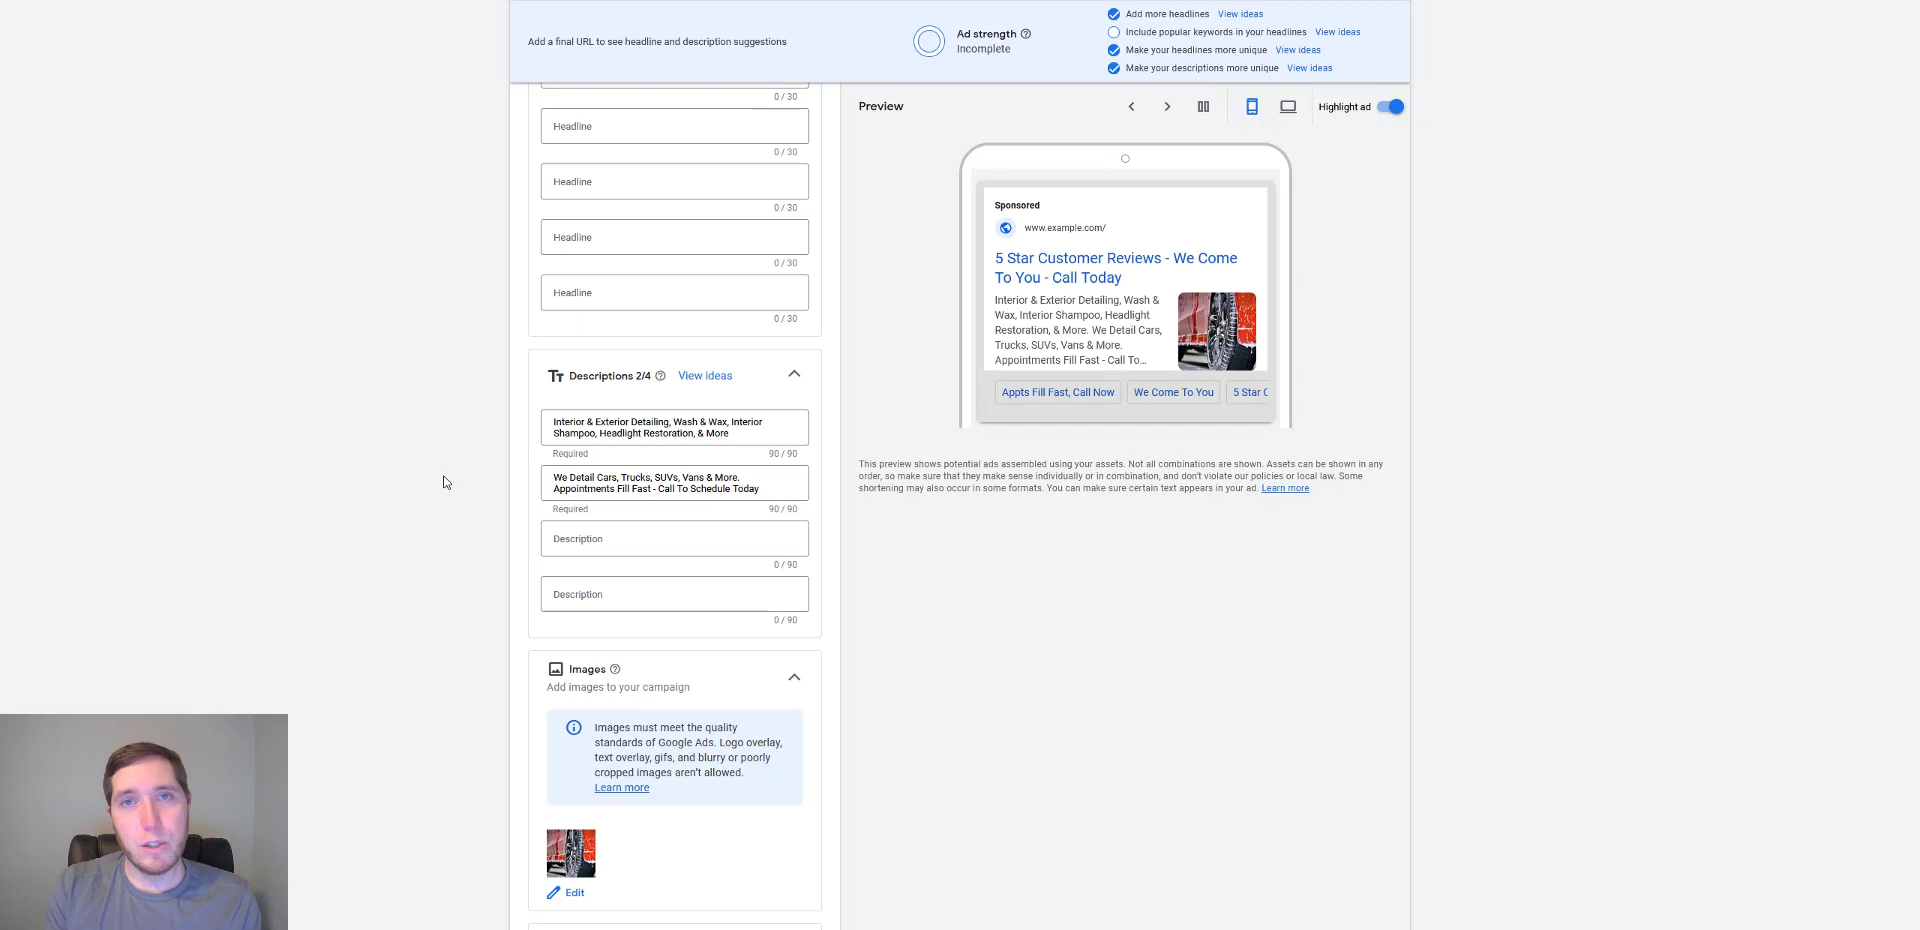 Add a final URL to see headline and description suggestions
Ad strength
Incomplete
Add more headlines View ideas
Include popular keywords in your headlines View ideas
Make your headlines more unique View ideas
Make your descriptions more unique View ideas
0 / 30
Headline
0 / 30
Headline
0 / 30
Headline
0 / 30
Headline
0 / 30
Descriptions 2/4 View ideas
Interior & Exterior Detailing, Wash & Wax, Interior
Shampoo, Headlight Restoration, & More
Required 90 / 90
We Detail Cars, Trucks, SUVs, Vans & More.
Appointments Fill Fast - Call To Schedule Today
Required 90 / 90
Description
0 / 90
Description
0 / 90
Images
Add images to your campaign
Images must meet the quality
standards of Google Ads. Logo overlay,
text overlay, gifs, and blurry or poorly
cropped images aren't allowed.
Learn more
Edit
Preview
Highlight ad
Sponsored
www.example.com/
5 Star Customer Reviews - We Come
To You - Call Today
Interior & Exterior Detailing, Wash &
Wax, Interior Shampoo, Headlight
Restoration, & More. We Detail Cars,
Trucks, SUVs, Vans & More.
Appointments Fill Fast - Call To...
Appts Fill Fast, Call Now We Come To You 5 Star C
This preview shows potential ads assembled using your assets. Not all combinations are shown. Assets can be shown in any
order, so make sure that they make sense individually or in combination, and don't violate our policies or local law. Some
shortening may also occur in some formats. You can make sure certain text appears in your ad. Learn more